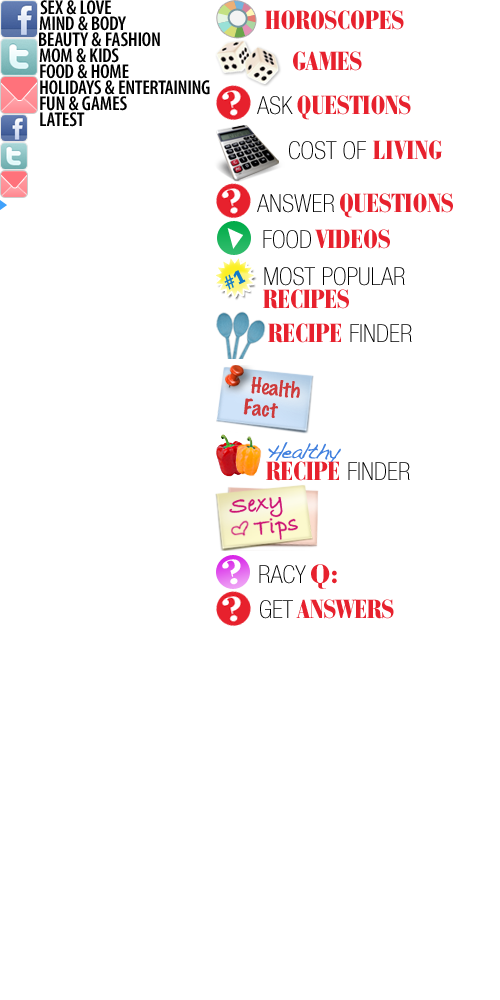 SEX & LOVE
MIND & BODY
BEAUTY & FASHION
MOM & KIDS
FOOD & HOME
HOLIDAYS & ENTERTAINING
FUN & GAMES
LATEST
HOROSCOPES
GAMES
? ASK QUESTIONS
COST OF LIVING
? ANSWER QUESTIONS
FOOD VIDEOS
#1 MOST POPULAR
RECIPES
RECIPE FINDER
Health
Fact
Healthy
RECIPE FINDER
Sexy
Tips
? RACY Q:
? GET ANSWERS